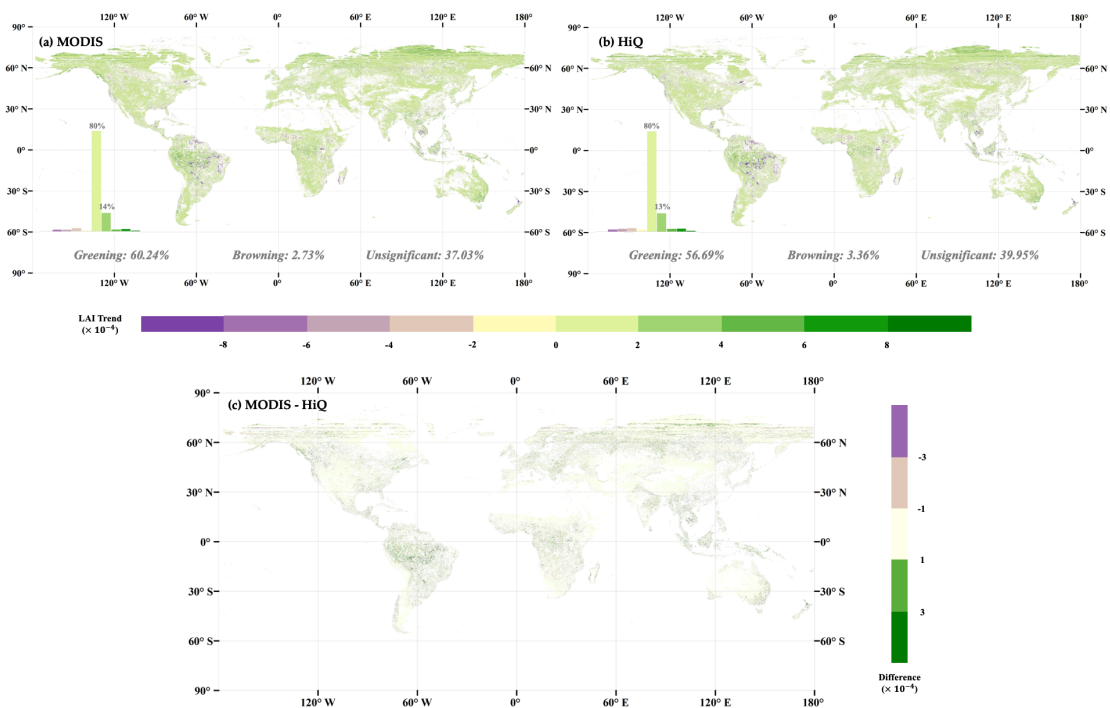 120° W 60° W 0° 60° E 120° E 180°
90°
(a) MODIS
60° N 60° N
30° N 30° N
80%
0° 0°
30° S 30° S
14%
60° S 60° S
Greening: 60.24% Browning: 2.73% Unsignificant: 37.03%
90°
120° W 60° W 0° 60° E 120° E 180°
120° W 60° W 0° 60° E 120° E 180°
90°
(b) HiQ
60° N 60° N
30° N 30° N
80%
0° 0°
30° S 30° S
13%
60° S 60° S
Greening: 56.69% Browning: 3.36% Unsignificant: 39.95%
90°
120° W 60° W 0° 60° E 120° E 180°
LAI Trend
(× 10⁻⁴)
-8 -6 -4 -2 0 2 4 6 8
120° W 60° W 0° 60° E 120° E 180°
90°
(c) MODIS - HiQ
60° N 60° N
30° N 30° N
0° 0°
30° S 30° S
60° S 60° S
90°
120° W 60° W 0° 60° E 120° E 180°
-3
-1
1
3
Difference
(× 10⁻⁴)